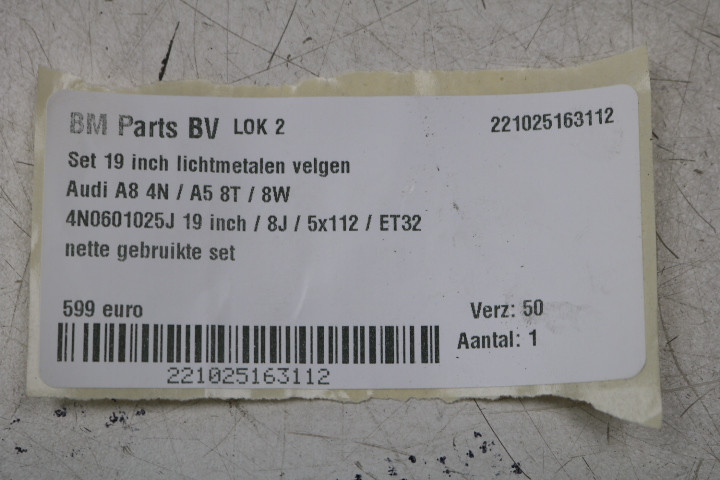 BM Parts BV LOK 2 221025163112
Set 19 inch lichtmetalen velgen
Audi A8 4N / A5 8T / 8W
4N0601025J 19 inch / 8J / 5x112 / ET32
nette gebruikte set
599 euro Verz: 50
Aantal: 1
221025163112